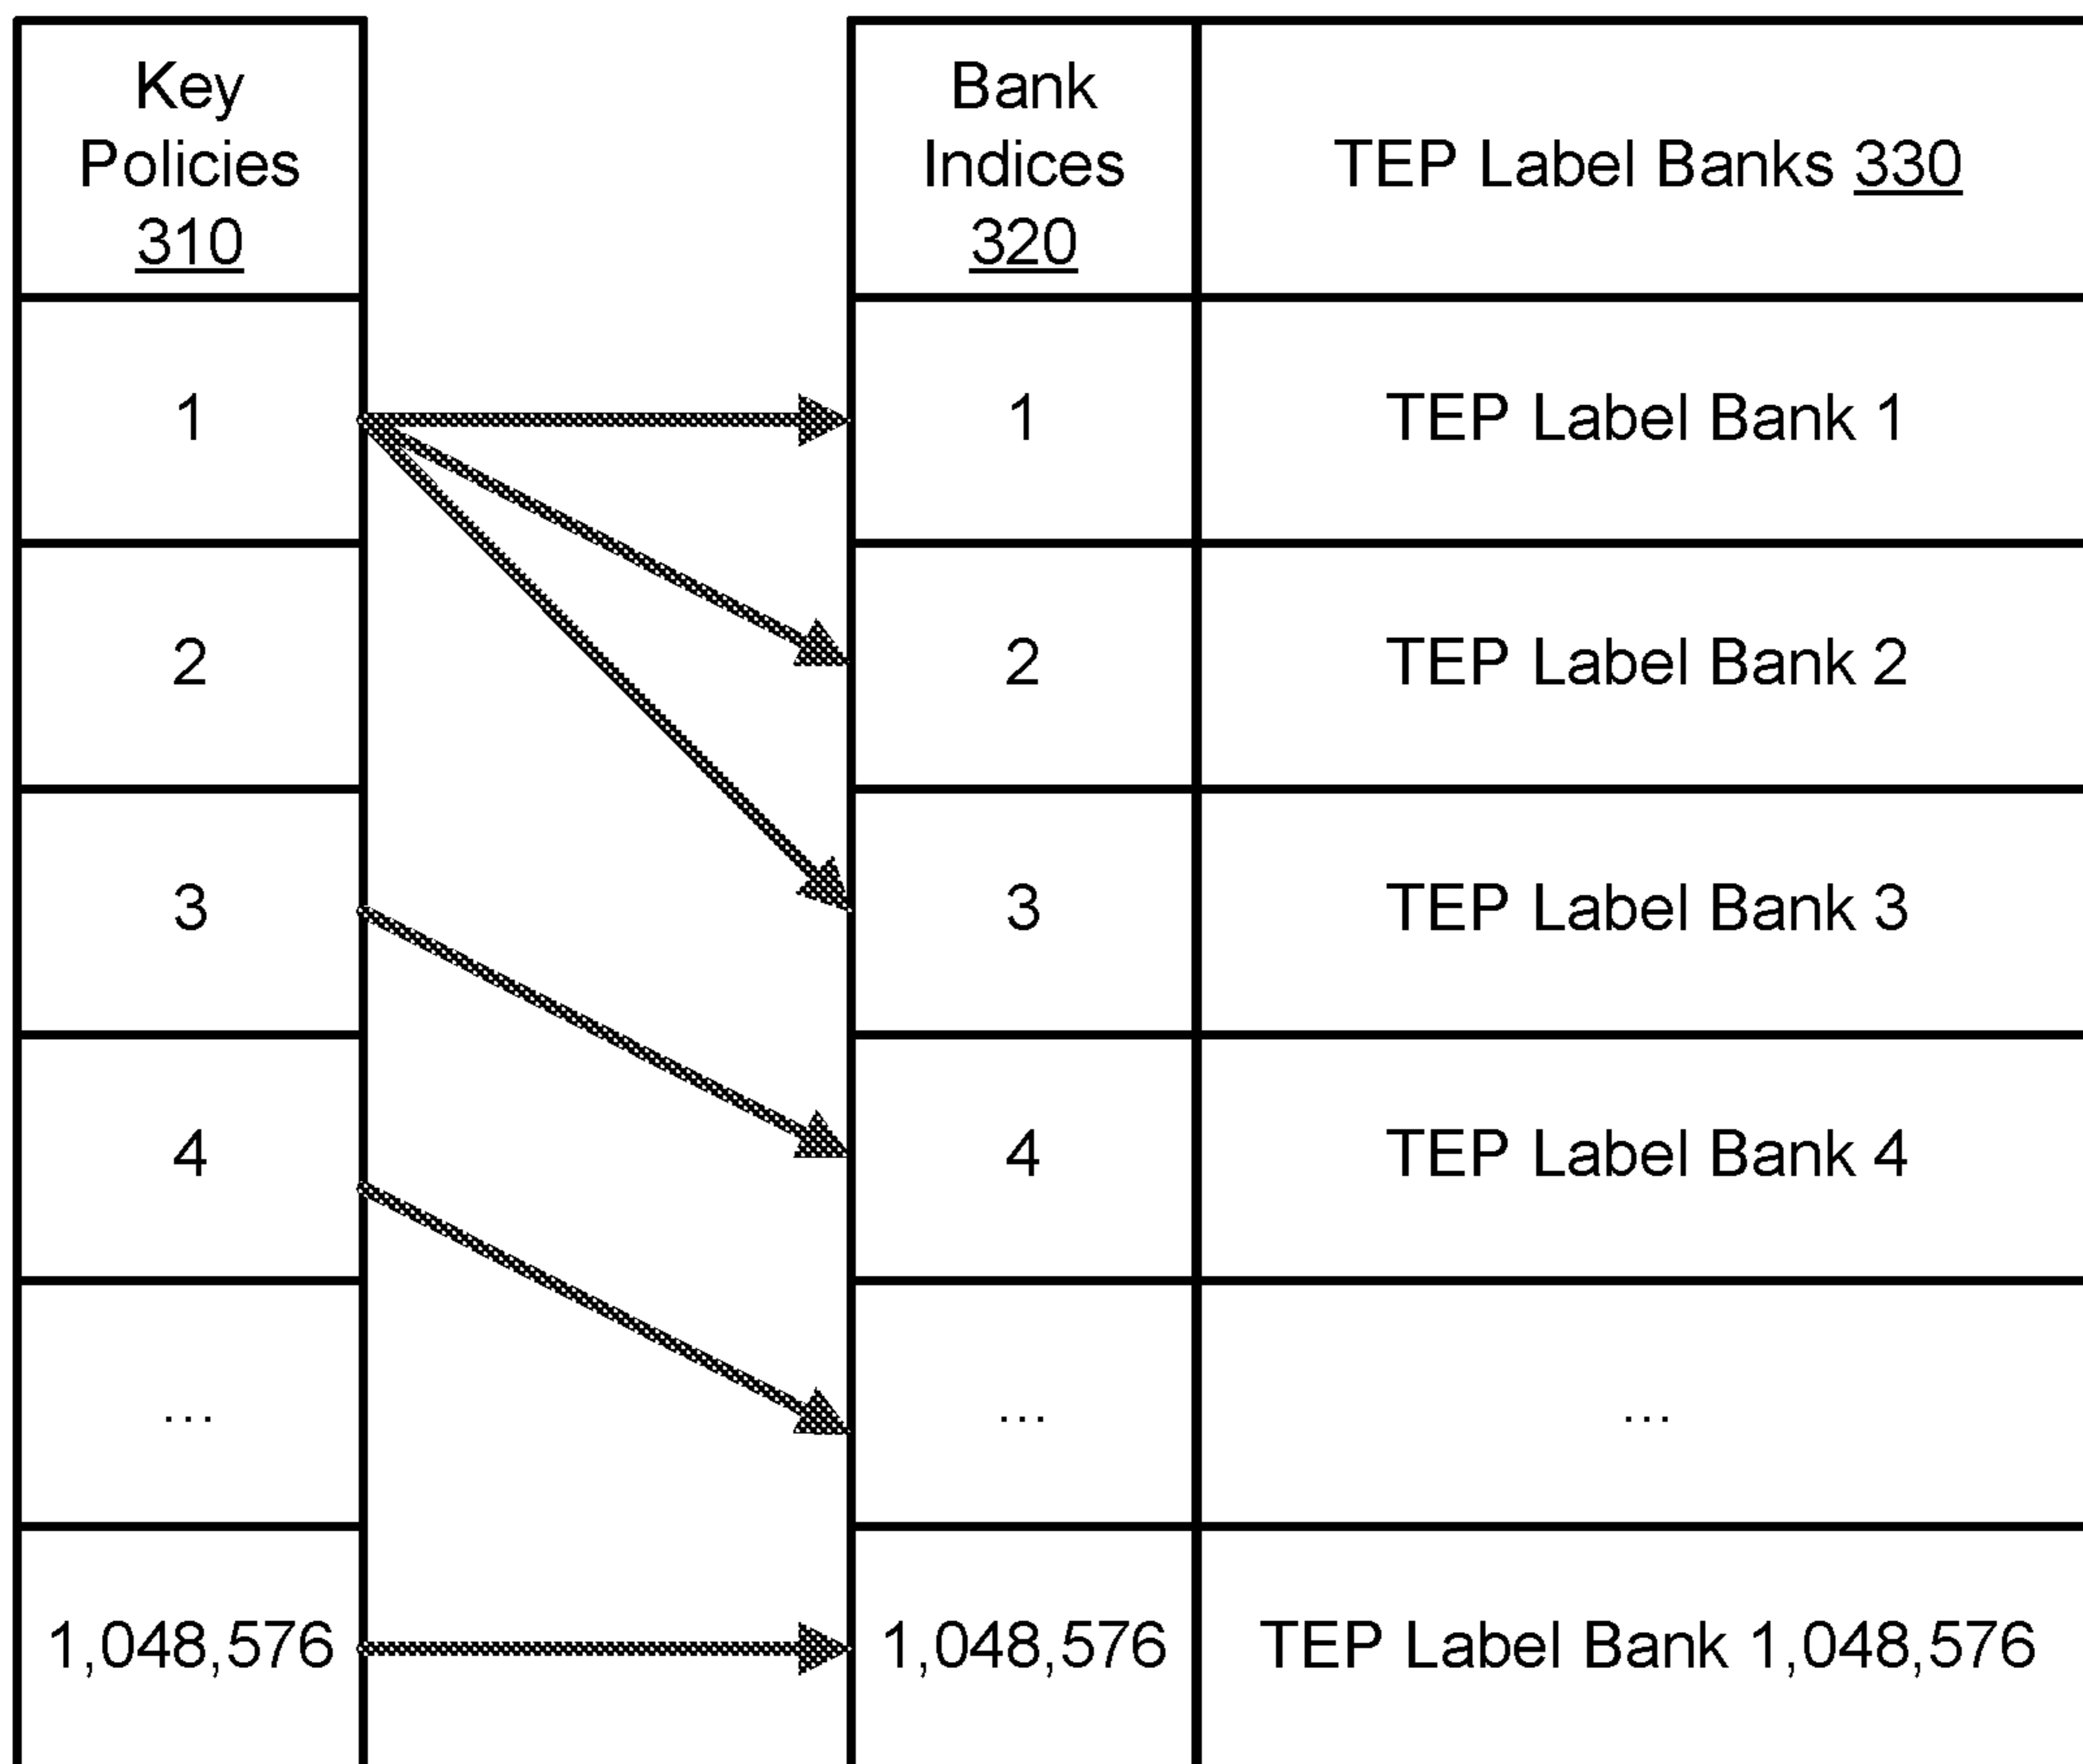 Key
Policies
310
Bank
Indices
320
TEP Label Banks 330
1
1
TEP Label Bank 1
2
2
TEP Label Bank 2
3
3
TEP Label Bank 3
4
4
TEP Label Bank 4
...
...
...
1,048,576
1,048,576
TEP Label Bank 1,048,576